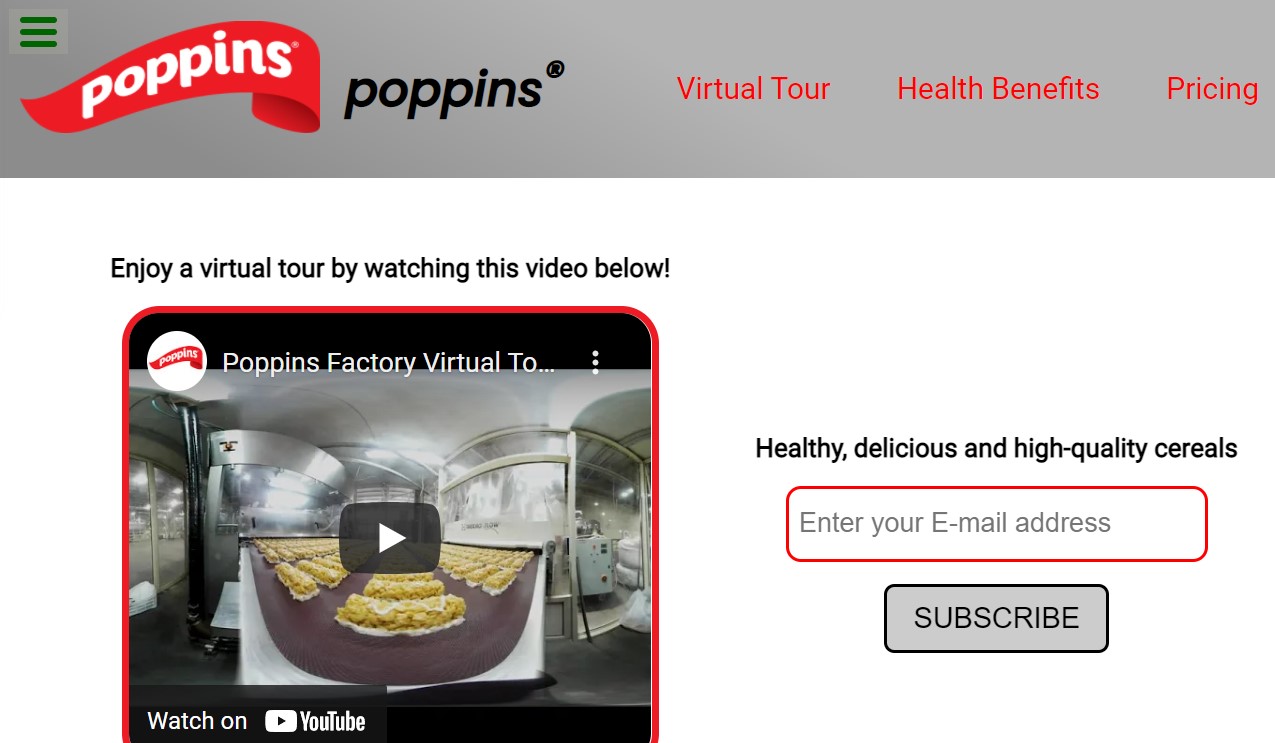 poppins®
poppins®
Virtual Tour
Health Benefits
Pricing
Enjoy a virtual tour by watching this video below!
poppins
Poppins Factory Virtual To...
Watch on YouTube
Healthy, delicious and high-quality cereals
Enter your E-mail address
SUBSCRIBE